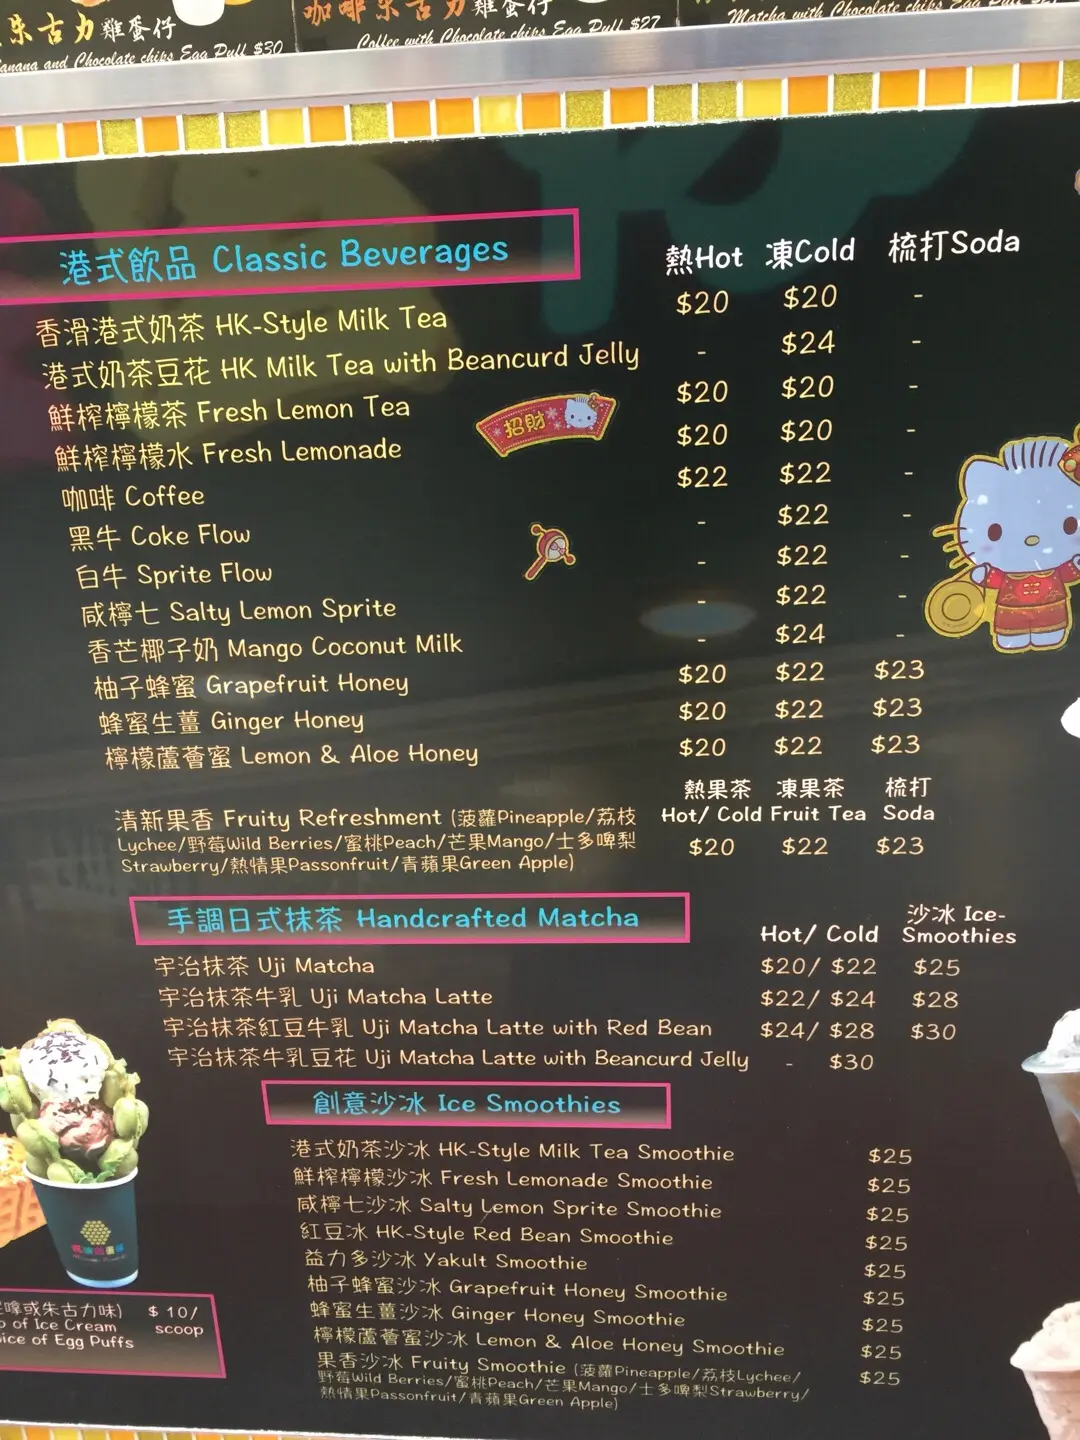 朱古力雞蛋仔
咖啡朱古力雞蛋仔
anana and Chocolate chips Egg Puff $30
Coffee with Chocolate chips Egg Puff $27
Matcha with Chocolate chips Egg Puff
港式飲品 Classic Beverages 熱Hot 凍Cold 梳打Soda
香滑港式奶茶 HK-Style Milk Tea $20 $20 -
港式奶茶豆花 HK Milk Tea with Beancurd Jelly - $24 -
鮮榨檸檬茶 Fresh Lemon Tea $20 $20 -
鮮榨檸檬水 Fresh Lemonade $20 $20 -
招財
咖啡 Coffee $22 $22 -
黑牛 Coke Flow - $22 -
白牛 Sprite Flow - $22 -
咸檸七 Salty Lemon Sprite - $22 -
香芒椰子奶 Mango Coconut Milk - $24 -
柚子蜂蜜 Grapefruit Honey $20 $22 $23
蜂蜜生薑 Ginger Honey $20 $22 $23
檸檬蘆薈蜜 Lemon & Aloe Honey $20 $22 $23
熱果茶 凍果茶 梳打
Hot/ Cold Fruit Tea Soda
清新果香 Fruity Refreshment (菠蘿Pineapple/荔枝
Lychee/野莓Wild Berries/蜜桃Peach/芒果Mango/士多啤梨 $20 $22 $23
Strawberry/熱情果Passonfruit/青蘋果Green Apple)
手調日式抹茶 Handcrafted Matcha Hot/ Cold 沙冰 Ice-
Smoothies
宇治抹茶 Uji Matcha $20/ $22 $25
宇治抹茶牛乳 Uji Matcha Latte $22/ $24 $28
宇治抹茶紅豆牛乳 Uji Matcha Latte with Red Bean $24/ $28 $30
宇治抹茶牛乳豆花 Uji Matcha Latte with Beancurd Jelly - $30
創意沙冰 Ice Smoothies
港式奶茶沙冰 HK-Style Milk Tea Smoothie $25
鮮榨檸檬沙冰 Fresh Lemonade Smoothie $25
咸檸七沙冰 Salty Lemon Sprite Smoothie $25
紅豆冰 HK-Style Red Bean Smoothie $25
益力多沙冰 Yakult Smoothie $25
柚子蜂蜜沙冰 Grapefruit Honey Smoothie $25
蜂蜜生薑沙冰 Ginger Honey Smoothie $25
檸檬蘆薈蜜沙冰 Lemon & Aloe Honey Smoothie $25
果香沙冰 Fruity Smoothie (菠蘿Pineapple/荔枝Lychee/ $25
野莓Wild Berries/蜜桃Peach/芒果Mango/士多啤梨Strawberry/
熱情果Passonfruit/青蘋果Green Apple)
嗱或朱古力味) $ 10/
of Ice Cream scoop
ice of Egg Puffs